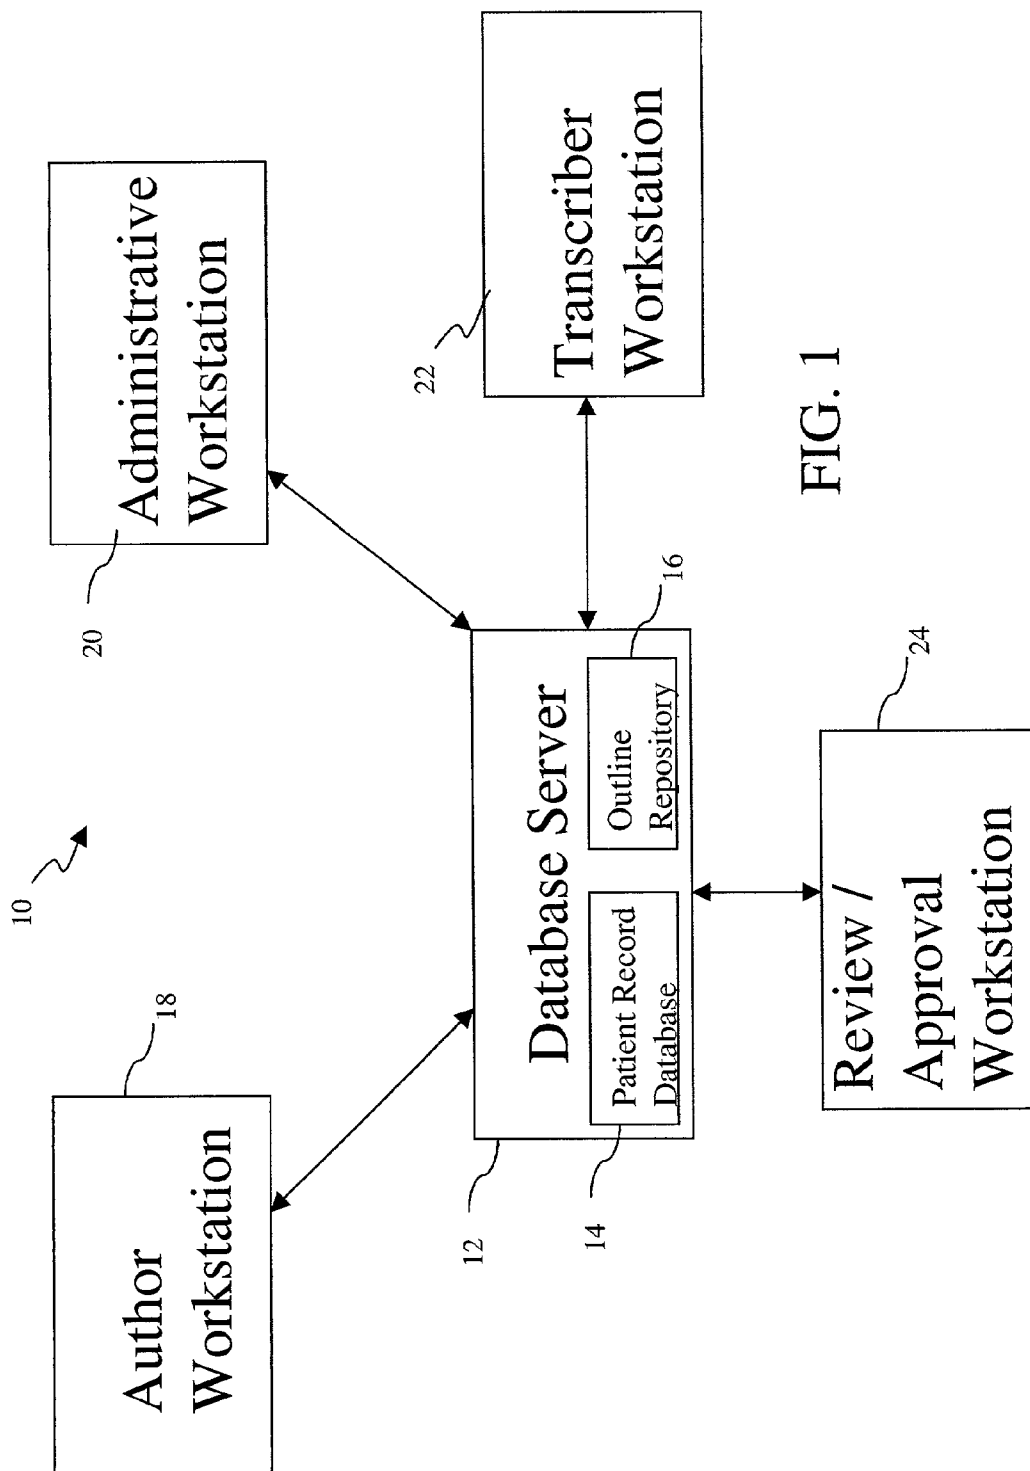 10
Author
Workstation
18
Administrative
Workstation
20
Database Server
12
Patient Record
Database
14
Outline
Repository
16
Transcriber
Workstation
22
Review /
Approval
Workstation
24
FIG. 1